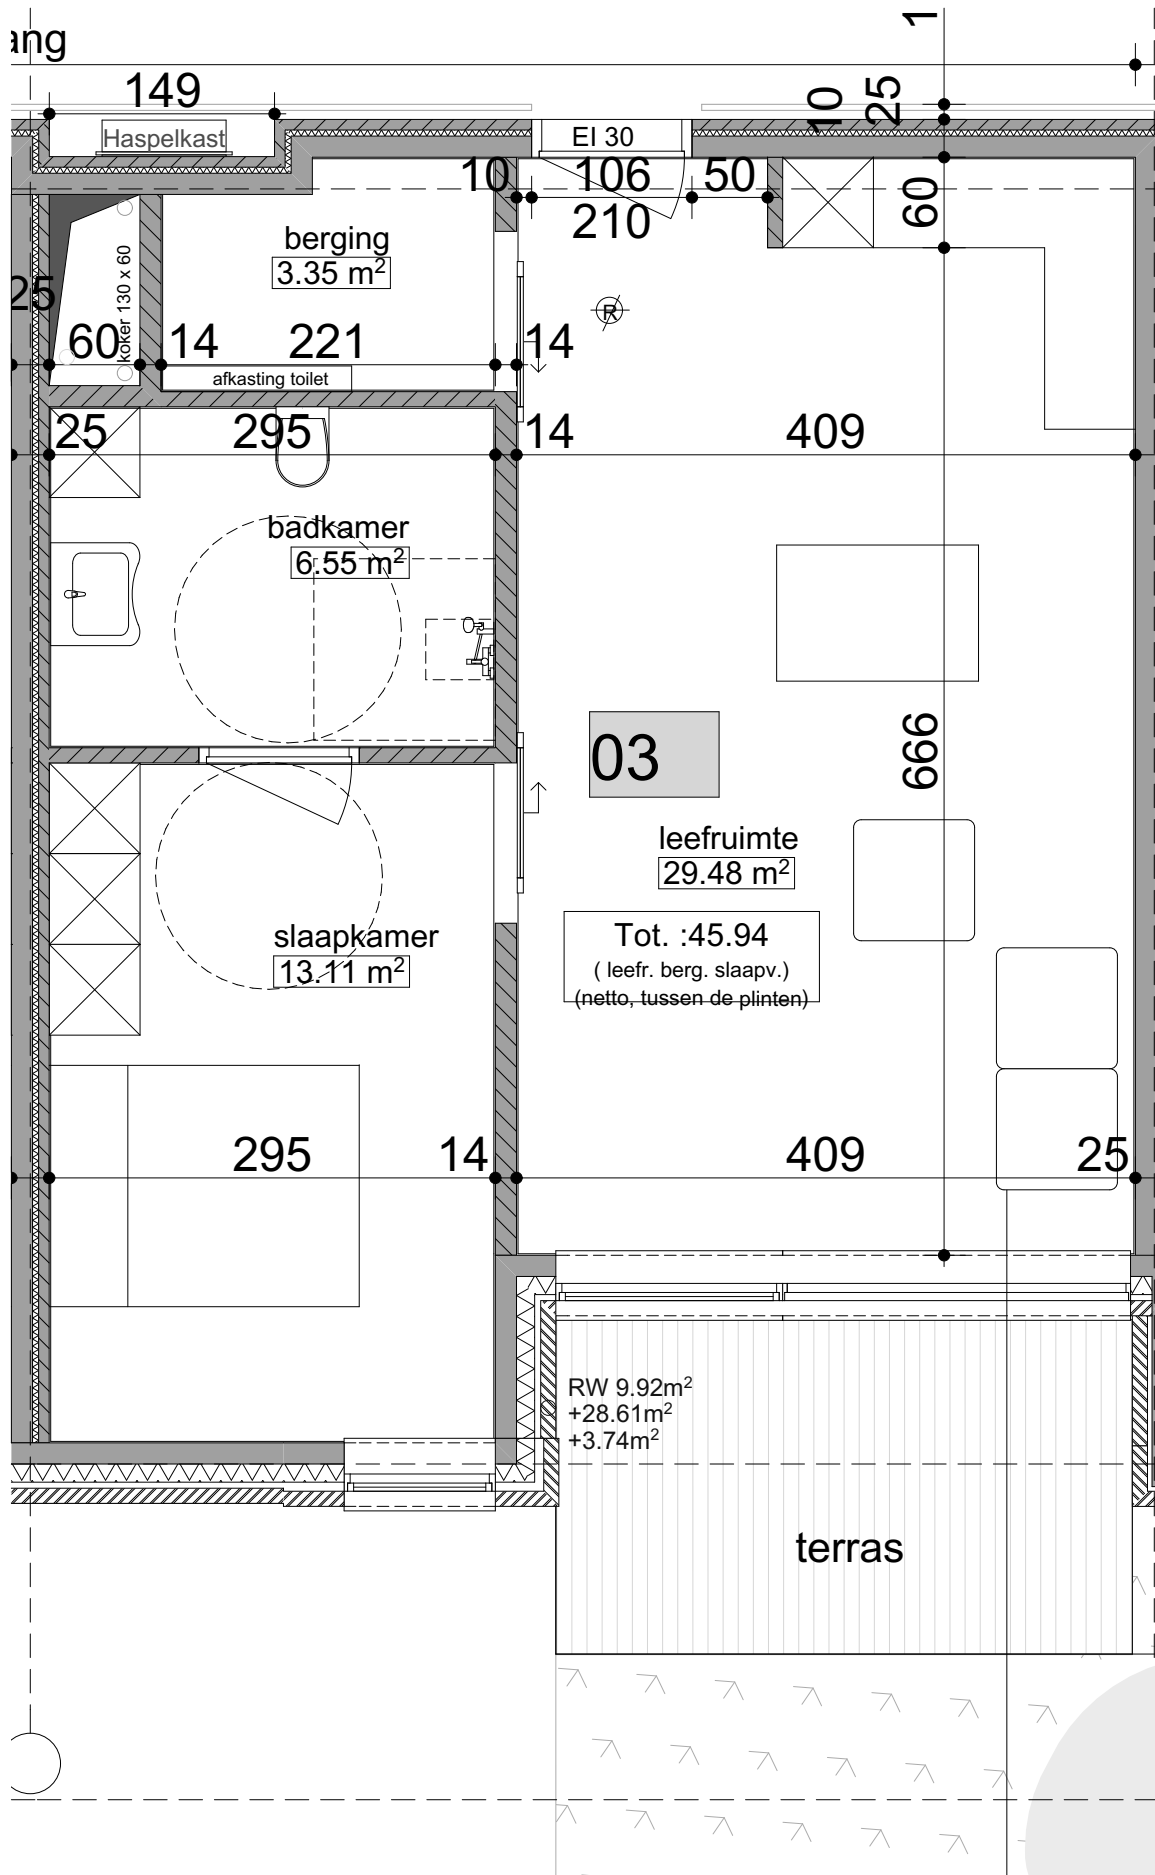 ang
149
Haspelkast
EI 30
1
10
25
10
106
50
210
60
berging
3.35 m²
koker 130 x 60
R
25
60
14
221
14
afkasting toilet
25
295
14
409
badkamer
6.55 m²
03
666
leefruimte
29.48 m²
Tot. :45.94
( leefr. berg. slaapv.)
(netto, tussen de plinten)
slaapkamer
13.11 m²
295
14
409
25
RW 9.92m²
+28.61m²
+3.74m²
terras